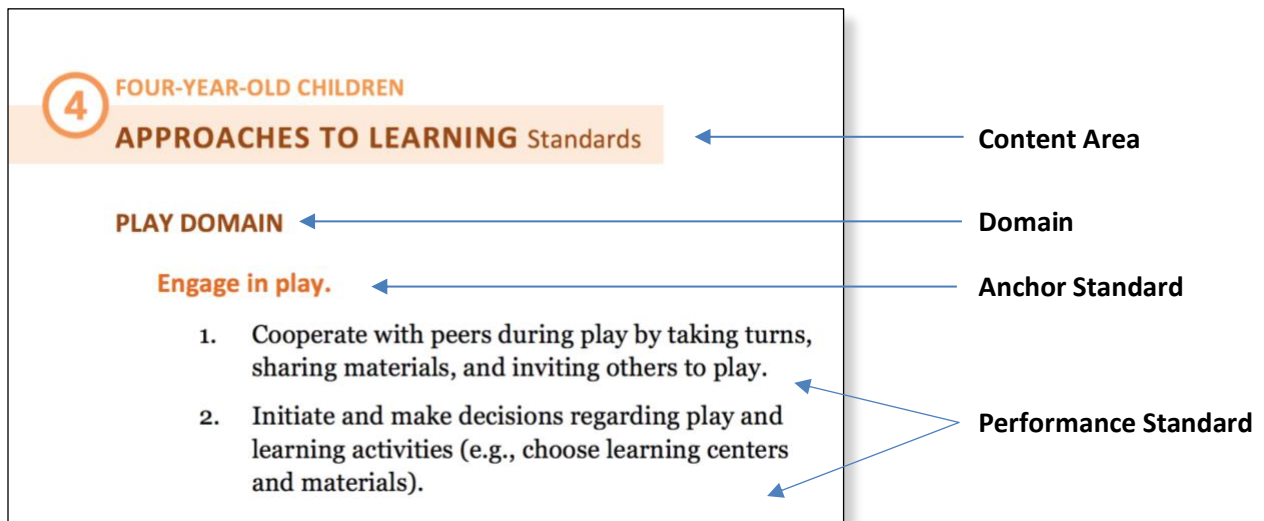 4
FOUR-YEAR-OLD CHILDREN
APPROACHES TO LEARNING Standards
Content Area
PLAY DOMAIN
Domain
Engage in play.
Anchor Standard
1. Cooperate with peers during play by taking turns,
sharing materials, and inviting others to play.
2. Initiate and make decisions regarding play and
learning activities (e.g., choose learning centers
and materials).
Performance Standard